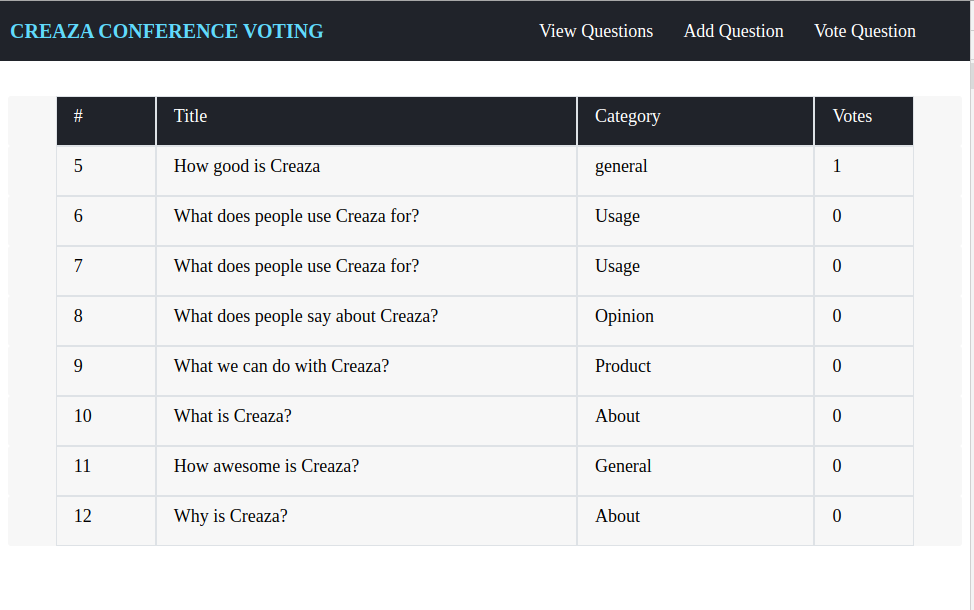 CREAZA CONFERENCE VOTING View Questions Add Question Vote Question
# Title Category Votes
5 How good is Creaza general 1
6 What does people use Creaza for? Usage 0
7 What does people use Creaza for? Usage 0
8 What does people say about Creaza? Opinion 0
9 What we can do with Creaza? Product 0
10 What is Creaza? About 0
11 How awesome is Creaza? General 0
12 Why is Creaza? About 0